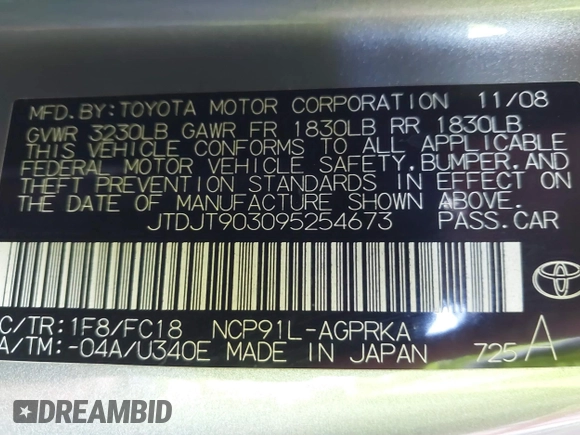 MFD. BY: TOYOTA MOTOR CORPORATION 11/08
GVWR 3230LB GAWR FR 1830LB RR 1830LB
THIS VEHICLE CONFORMS TO ALL APPLICABLE
FEDERAL MOTOR VEHICLE SAFETY, BUMPER, AND
THEFT PREVENTION STANDARDS IN EFFECT ON
THE DATE OF MANUFACTURE SHOWN ABOVE.
JTDJT903095254673 PASS. CAR
C/TR: 1F8/FC18 NCP91L-AGPRKA
A/TM: -04A/U340E MADE IN JAPAN 725 A
DREAMBID